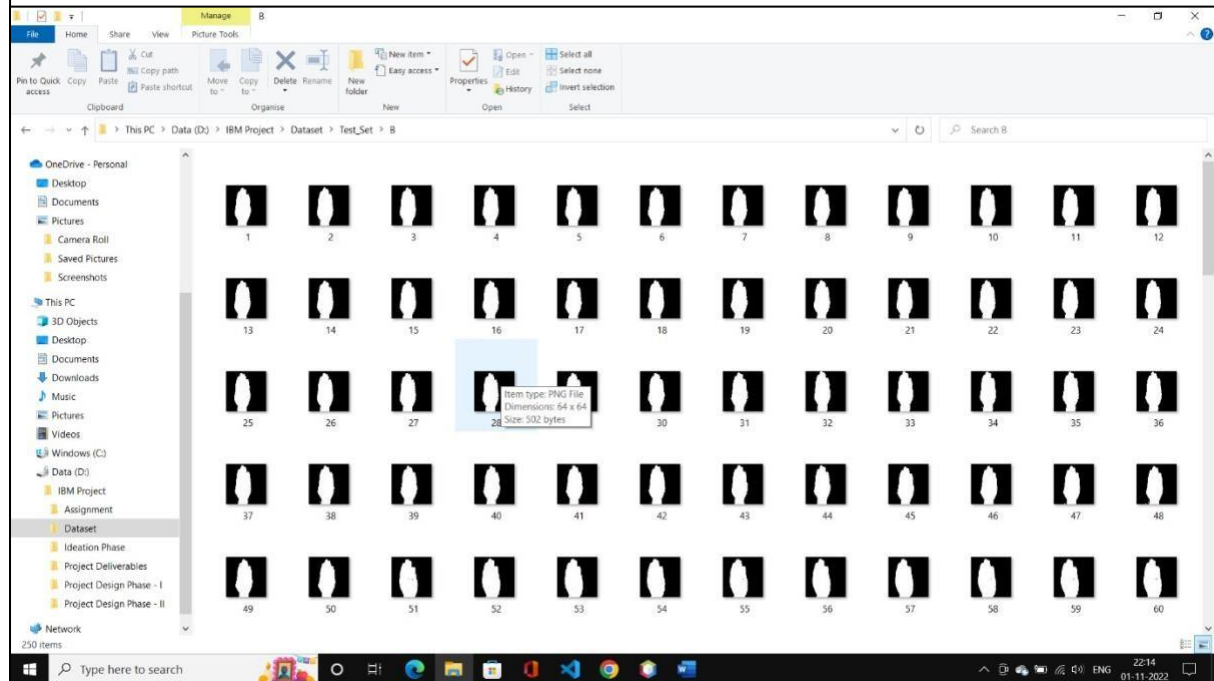 Manage B
File Home Share View Picture Tools
Pin to Quick access
Copy
Paste
Cut
Copy path
Paste shortcut
Clipboard
Move to
Copy to
Delete
Rename
Organise
New folder
New item
Easy access
New
Properties
Open
Edit
History
Open
Select all
Select none
Invert selection
Select
> This PC > Data (D:) > IBM Project > Dataset > Test_Set > B
Search B
OneDrive - Personal
Desktop
Documents
Pictures
Camera Roll
Saved Pictures
Screenshots
This PC
3D Objects
Desktop
Documents
Downloads
Music
Pictures
Videos
Windows (C:)
Data (D:)
IBM Project
Assignment
Dataset
Ideation Phase
Project Deliverables
Project Design Phase - I
Project Design Phase - II
Network
1 2 3 4 5 6 7 8 9 10 11 12
13 14 15 16 17 18 19 20 21 22 23 24
25 26 27 28 30 31 32 33 34 35 36
Item type: PNG File
Dimensions: 64 x 64
Size: 502 bytes
37 38 39 40 41 42 43 44 45 46 47 48
49 50 51 52 53 54 55 56 57 58 59 60
250 items
Type here to search
ENG
22:14
01-11-2022